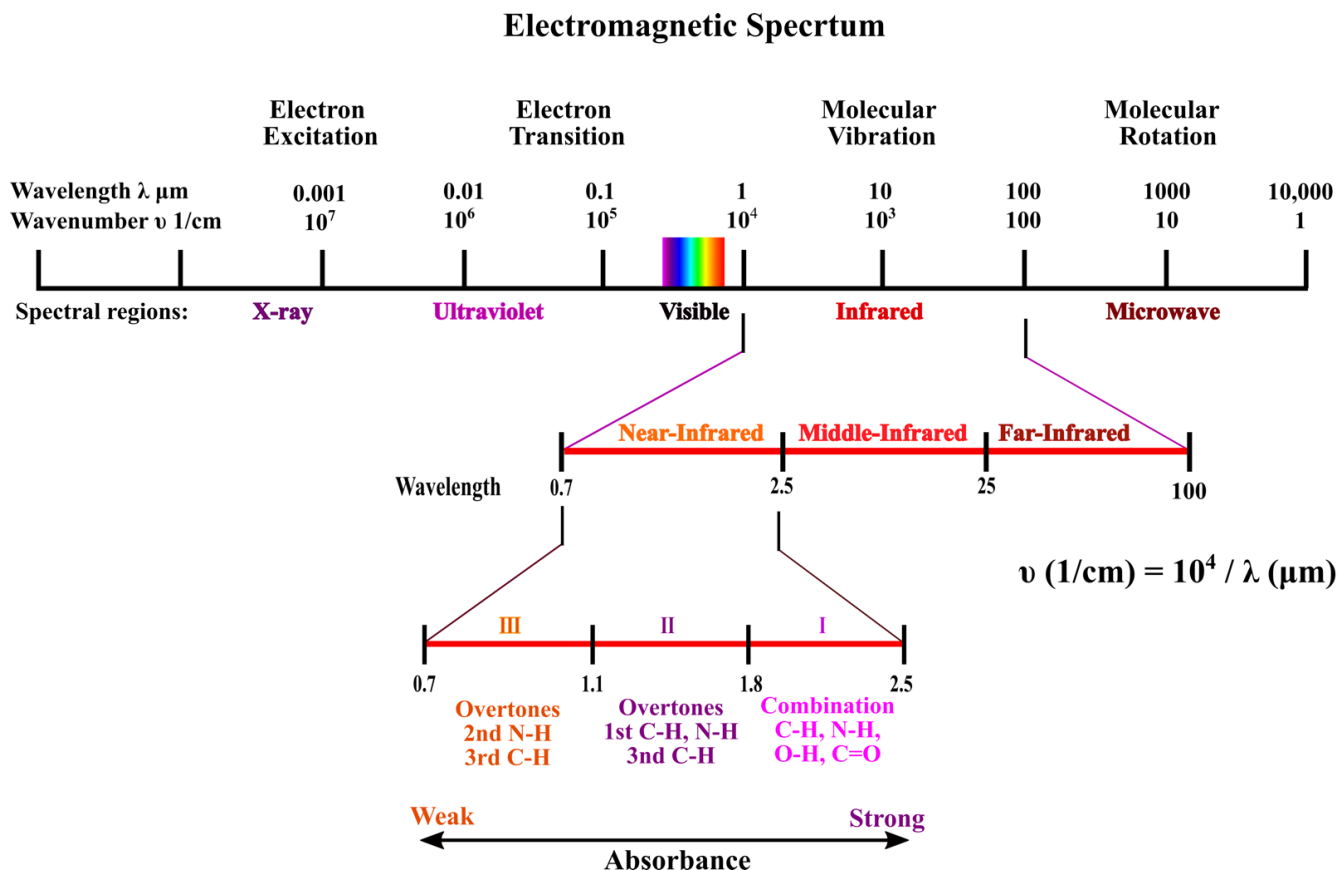 Electromagnetic Specrtum
Electron Excitation
Electron Transition
Molecular Vibration
Molecular Rotation
Wavelength λ μm 0.001 0.01 0.1 1 10 100 1000 10,000
Wavenumber υ 1/cm 10⁷ 10⁶ 10⁵ 10⁴ 10³ 100 10 1
Spectral regions: X-ray Ultraviolet Visible Infrared Microwave
Near-Infrared Middle-Infrared Far-Infrared
Wavelength 0.7 2.5 25 100
υ (1/cm) = 10⁴ / λ (μm)
III II I
0.7 1.1 1.8 2.5
Overtones
2nd N-H
3rd C-H
Overtones
1st C-H, N-H
3nd C-H
Combination
C-H, N-H,
O-H, C=O
Weak Strong
Absorbance